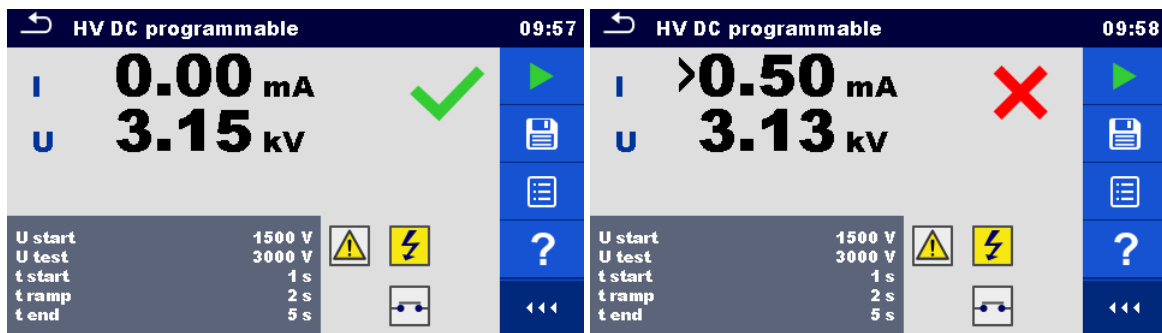 HV DC programmable 09:57
I 0.00 mA
U 3.15 kV
U start 1500 V
U test 3000 V
t start 1 s
t ramp 2 s
t end 5 s
?
HV DC programmable 09:58
I >0.50 mA
U 3.13 kV
U start 1500 V
U test 3000 V
t start 1 s
t ramp 2 s
t end 5 s
?